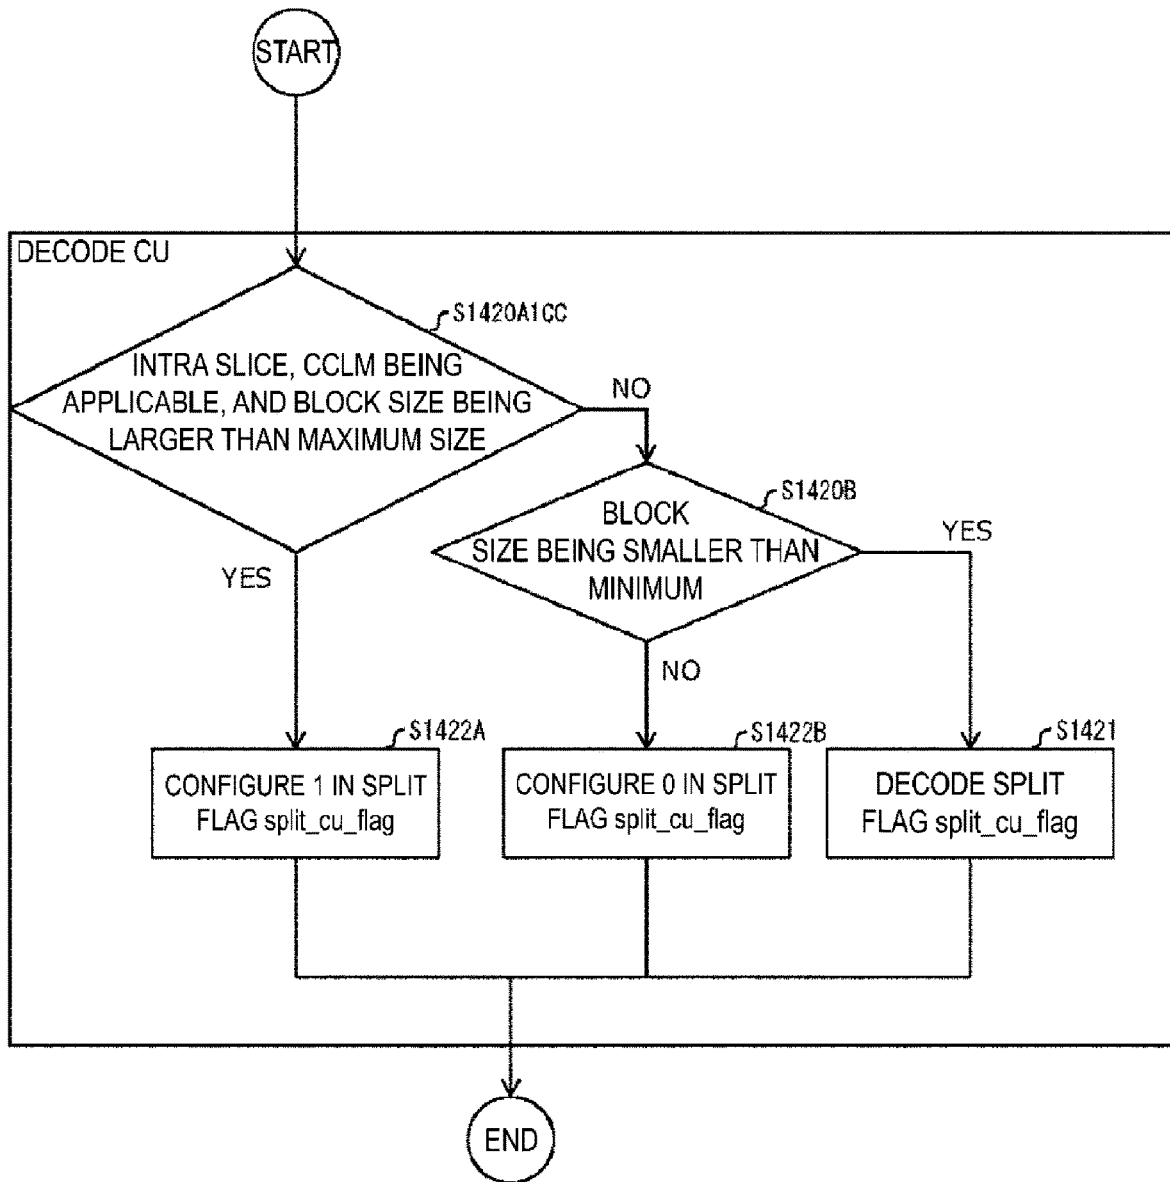 START
DECODE CU
S1420A1CC
INTRA SLICE, CCLM BEING
APPLICABLE, AND BLOCK SIZE BEING
LARGER THAN MAXIMUM SIZE
NO
S1420B
BLOCK
SIZE BEING SMALLER THAN
MINIMUM
YES
YES
NO
S1422A
CONFIGURE 1 IN SPLIT
FLAG split_cu_flag
S1422B
CONFIGURE 0 IN SPLIT
FLAG split_cu_flag
S1421
DECODE SPLIT
FLAG split_cu_flag
END